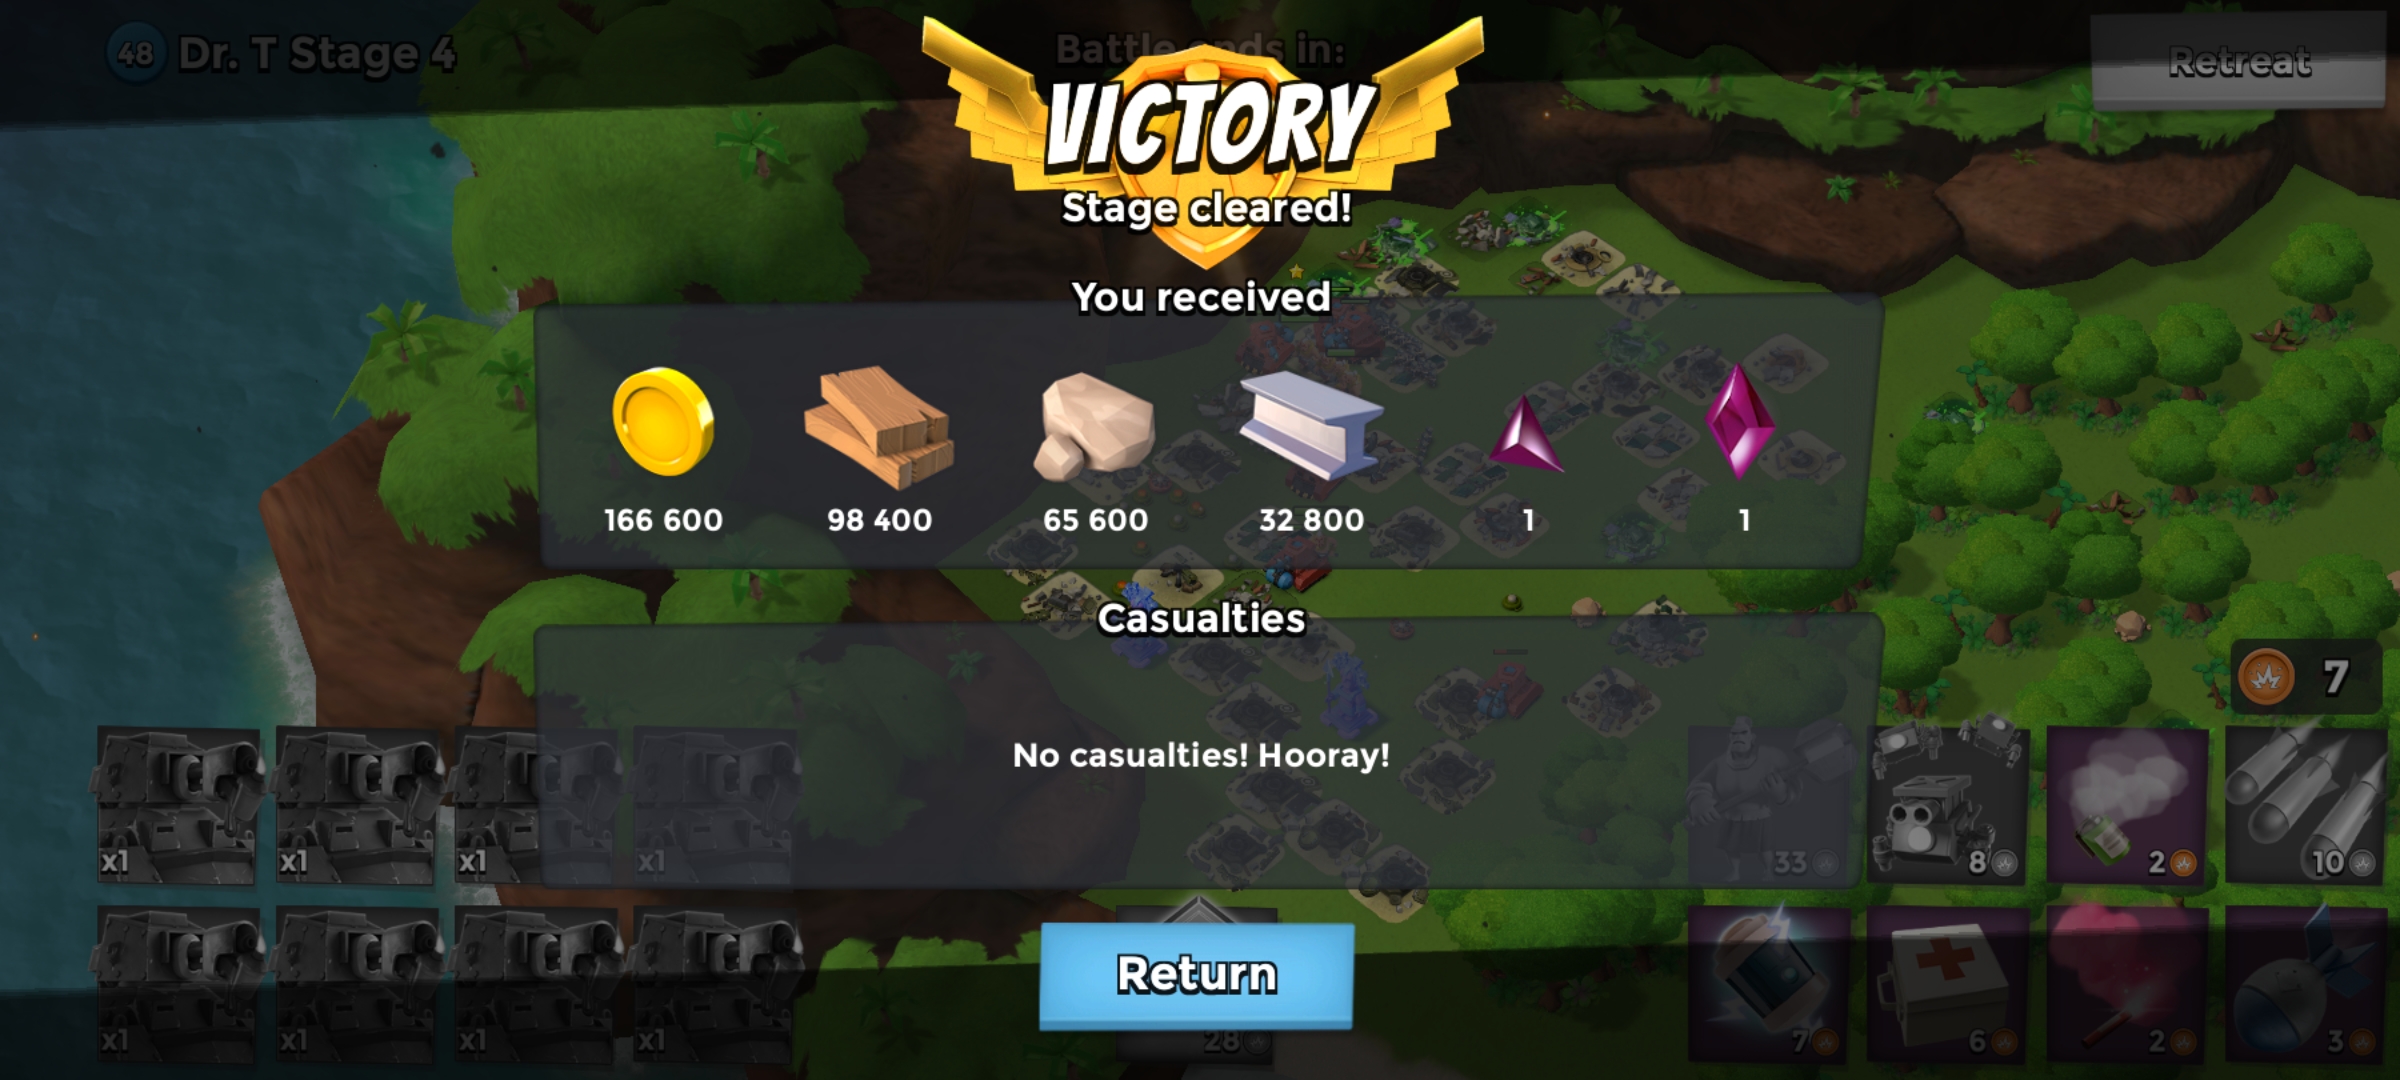 48 Dr. T Stage 4
Battle ends in:
Retreat
VICTORY
Stage cleared!
You received
166 600 98 400 65 600 32 800 1 1
Casualties
7
No casualties! Hooray!
x1 x1 x1 x1 33 8 2 10
Return
x1 x1 x1 x1 28 7 6 2 3